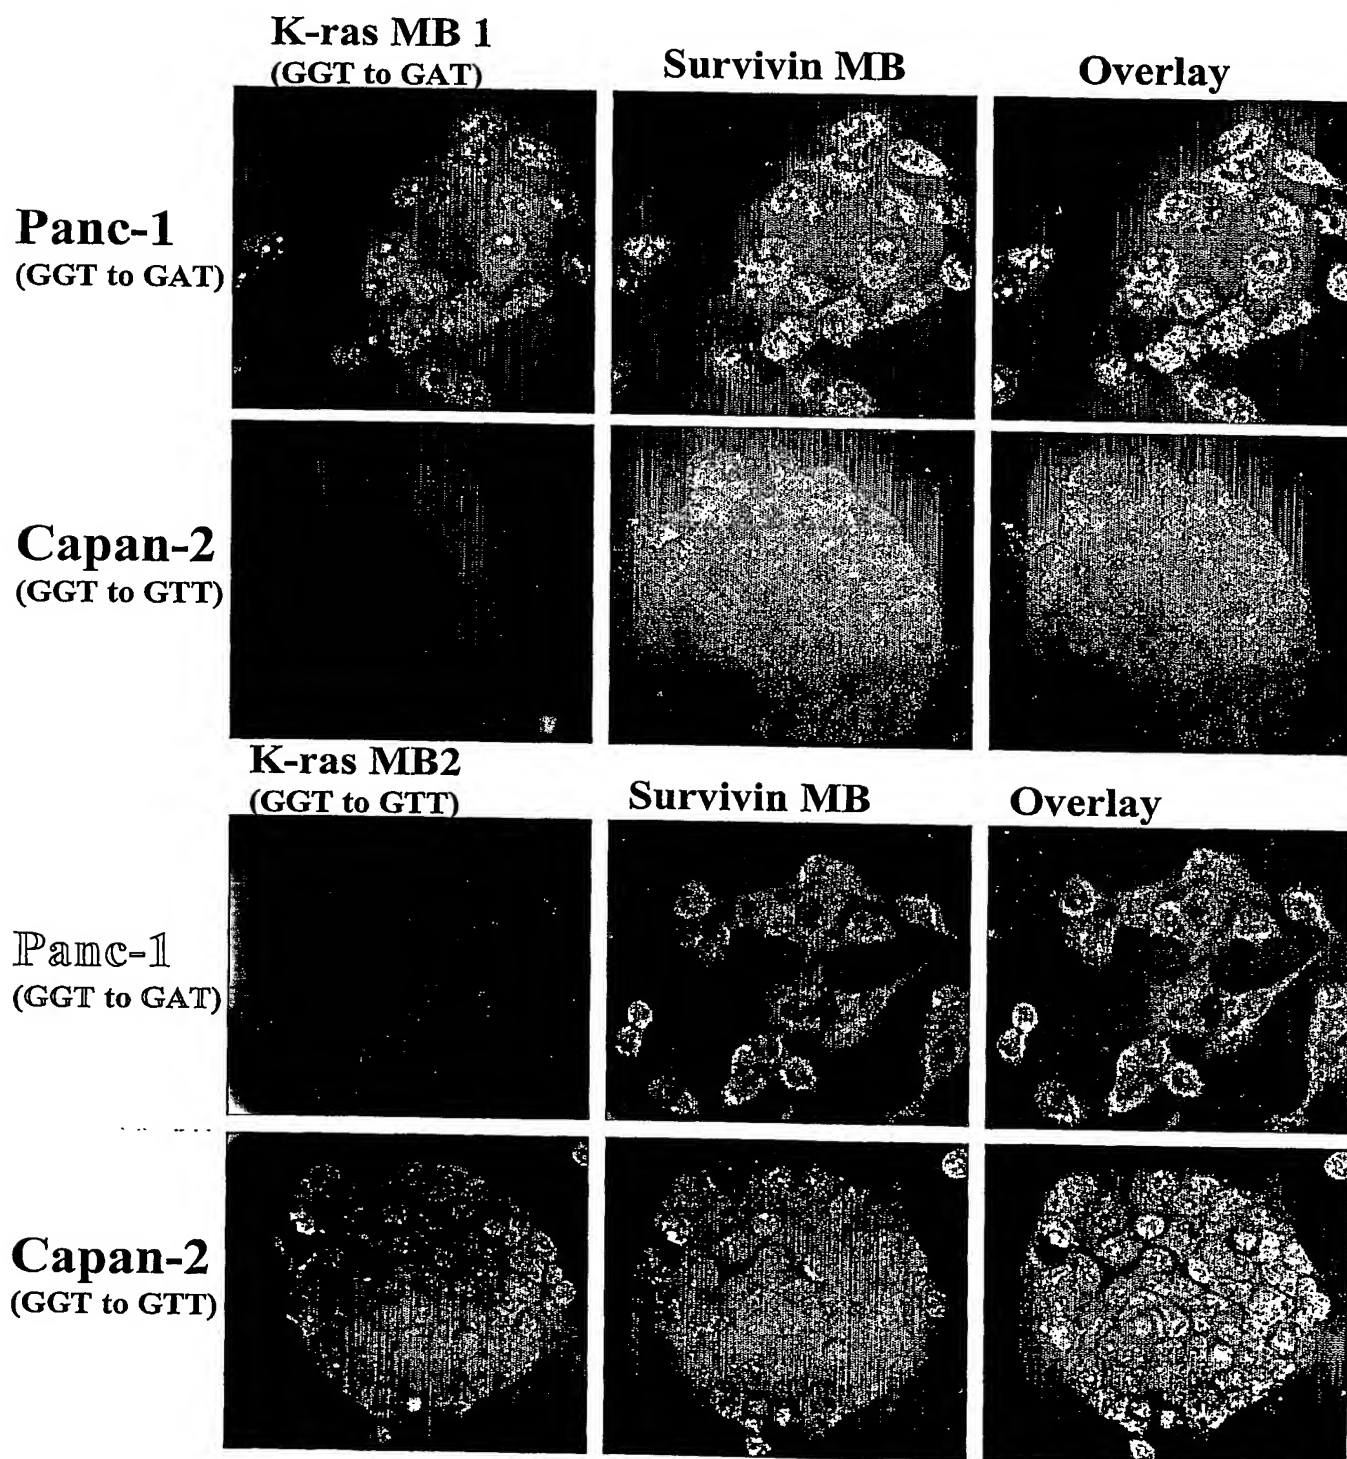 K-ras MB 1
(GGT to GAT)
Survivin MB
Overlay
Panc-1
(GGT to GAT)
Capan-2
(GGT to GTT)
K-ras MB2
(GGT to GTT)
Survivin MB
Overlay
Panc-1
(GGT to GAT)
Capan-2
(GGT to GTT)